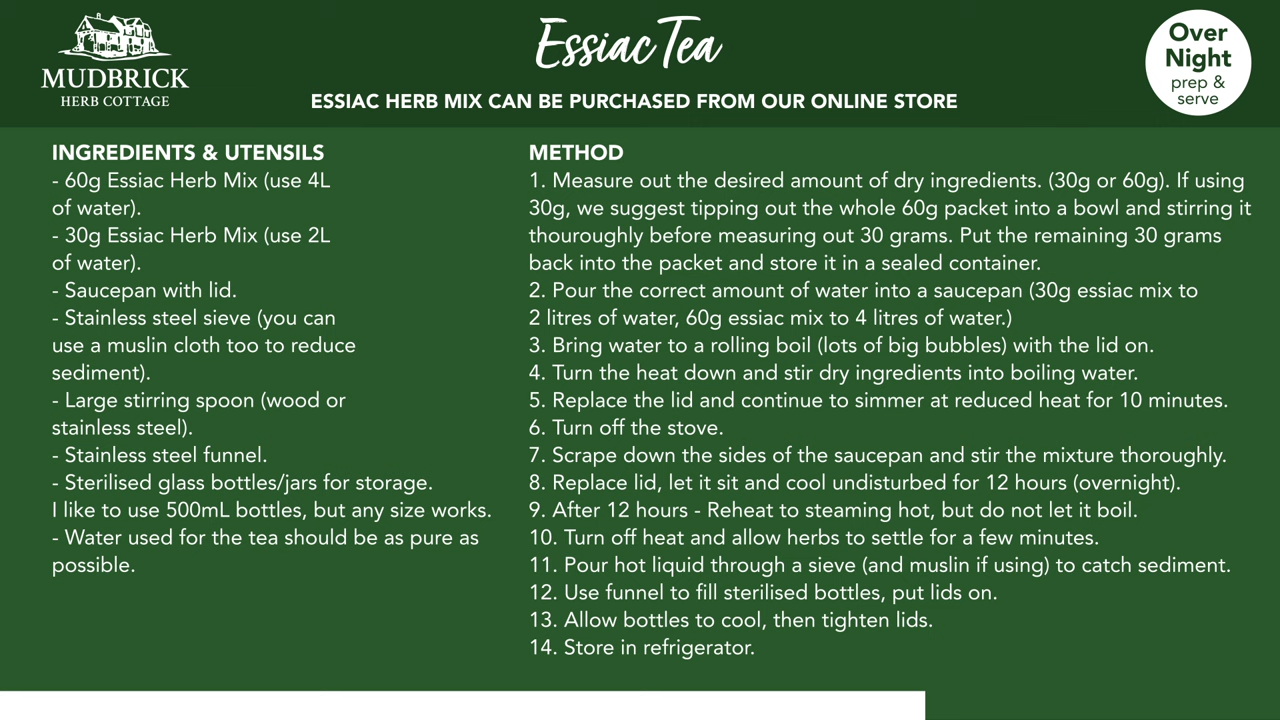 MUDBRICK
HERB COTTAGE
Essiac Tea
ESSIAC HERB MIX CAN BE PURCHASED FROM OUR ONLINE STORE
Over
Night
prep &
serve
INGREDIENTS & UTENSILS
- 60g Essiac Herb Mix (use 4L
of water).
- 30g Essiac Herb Mix (use 2L
of water).
- Saucepan with lid.
- Stainless steel sieve (you can
use a muslin cloth too to reduce
sediment).
- Large stirring spoon (wood or
stainless steel).
- Stainless steel funnel.
- Sterilised glass bottles/jars for storage.
I like to use 500mL bottles, but any size works.
- Water used for the tea should be as pure as
possible.
METHOD
1. Measure out the desired amount of dry ingredients. (30g or 60g). If using
30g, we suggest tipping out the whole 60g packet into a bowl and stirring it
thouroughly before measuring out 30 grams. Put the remaining 30 grams
back into the packet and store it in a sealed container.
2. Pour the correct amount of water into a saucepan (30g essiac mix to
2 litres of water, 60g essiac mix to 4 litres of water.)
3. Bring water to a rolling boil (lots of big bubbles) with the lid on.
4. Turn the heat down and stir dry ingredients into boiling water.
5. Replace the lid and continue to simmer at reduced heat for 10 minutes.
6. Turn off the stove.
7. Scrape down the sides of the saucepan and stir the mixture thoroughly.
8. Replace lid, let it sit and cool undisturbed for 12 hours (overnight).
9. After 12 hours - Reheat to steaming hot, but do not let it boil.
10. Turn off heat and allow herbs to settle for a few minutes.
11. Pour hot liquid through a sieve (and muslin if using) to catch sediment.
12. Use funnel to fill sterilised bottles, put lids on.
13. Allow bottles to cool, then tighten lids.
14. Store in refrigerator.